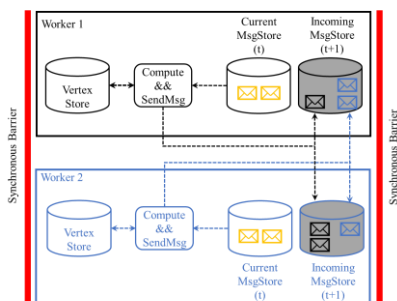 Worker 1
Current
MsgStore
(t)
Incoming
MsgStore
(t+1)
Vertex
Store
Compute
&&
SendMsg
Synchronous Barrier
Synchronous Barrier
Worker 2
Vertex
Store
Compute
&&
SendMsg
Current
MsgStore
(t)
Incoming
MsgStore
(t+1)